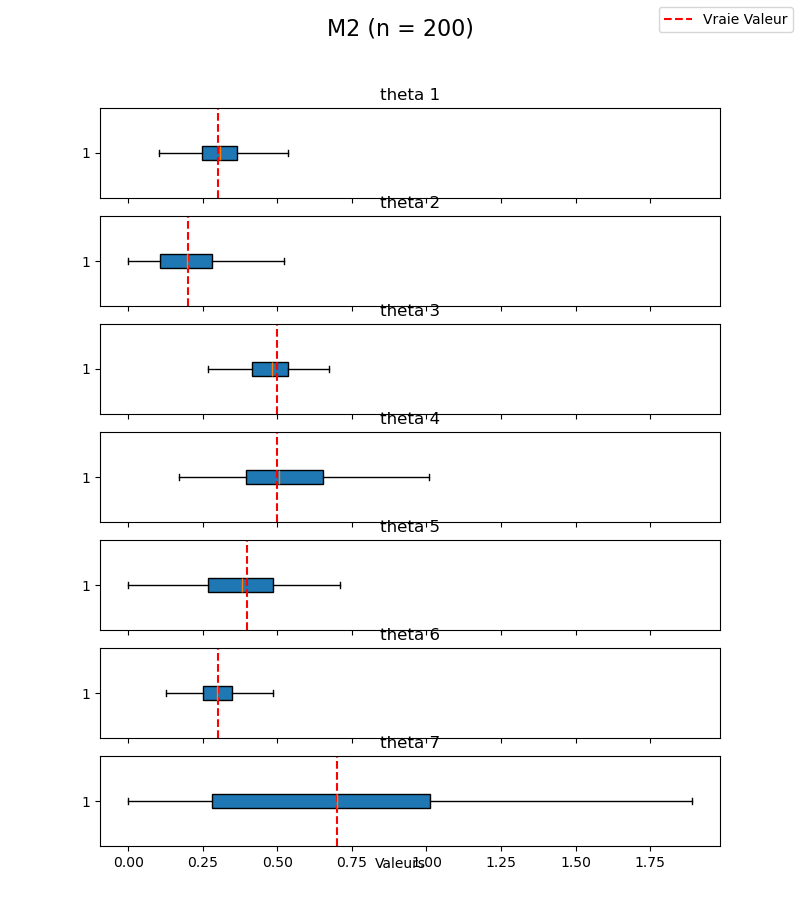 M2 (n = 200)
Vraie Valeur
theta 1
1
theta 2
1
theta 3
1
theta 4
1
theta 5
1
theta 6
1
theta 7
1
0.00 0.25 0.50 0.75 1.00 1.25 1.50 1.75
Valeurs